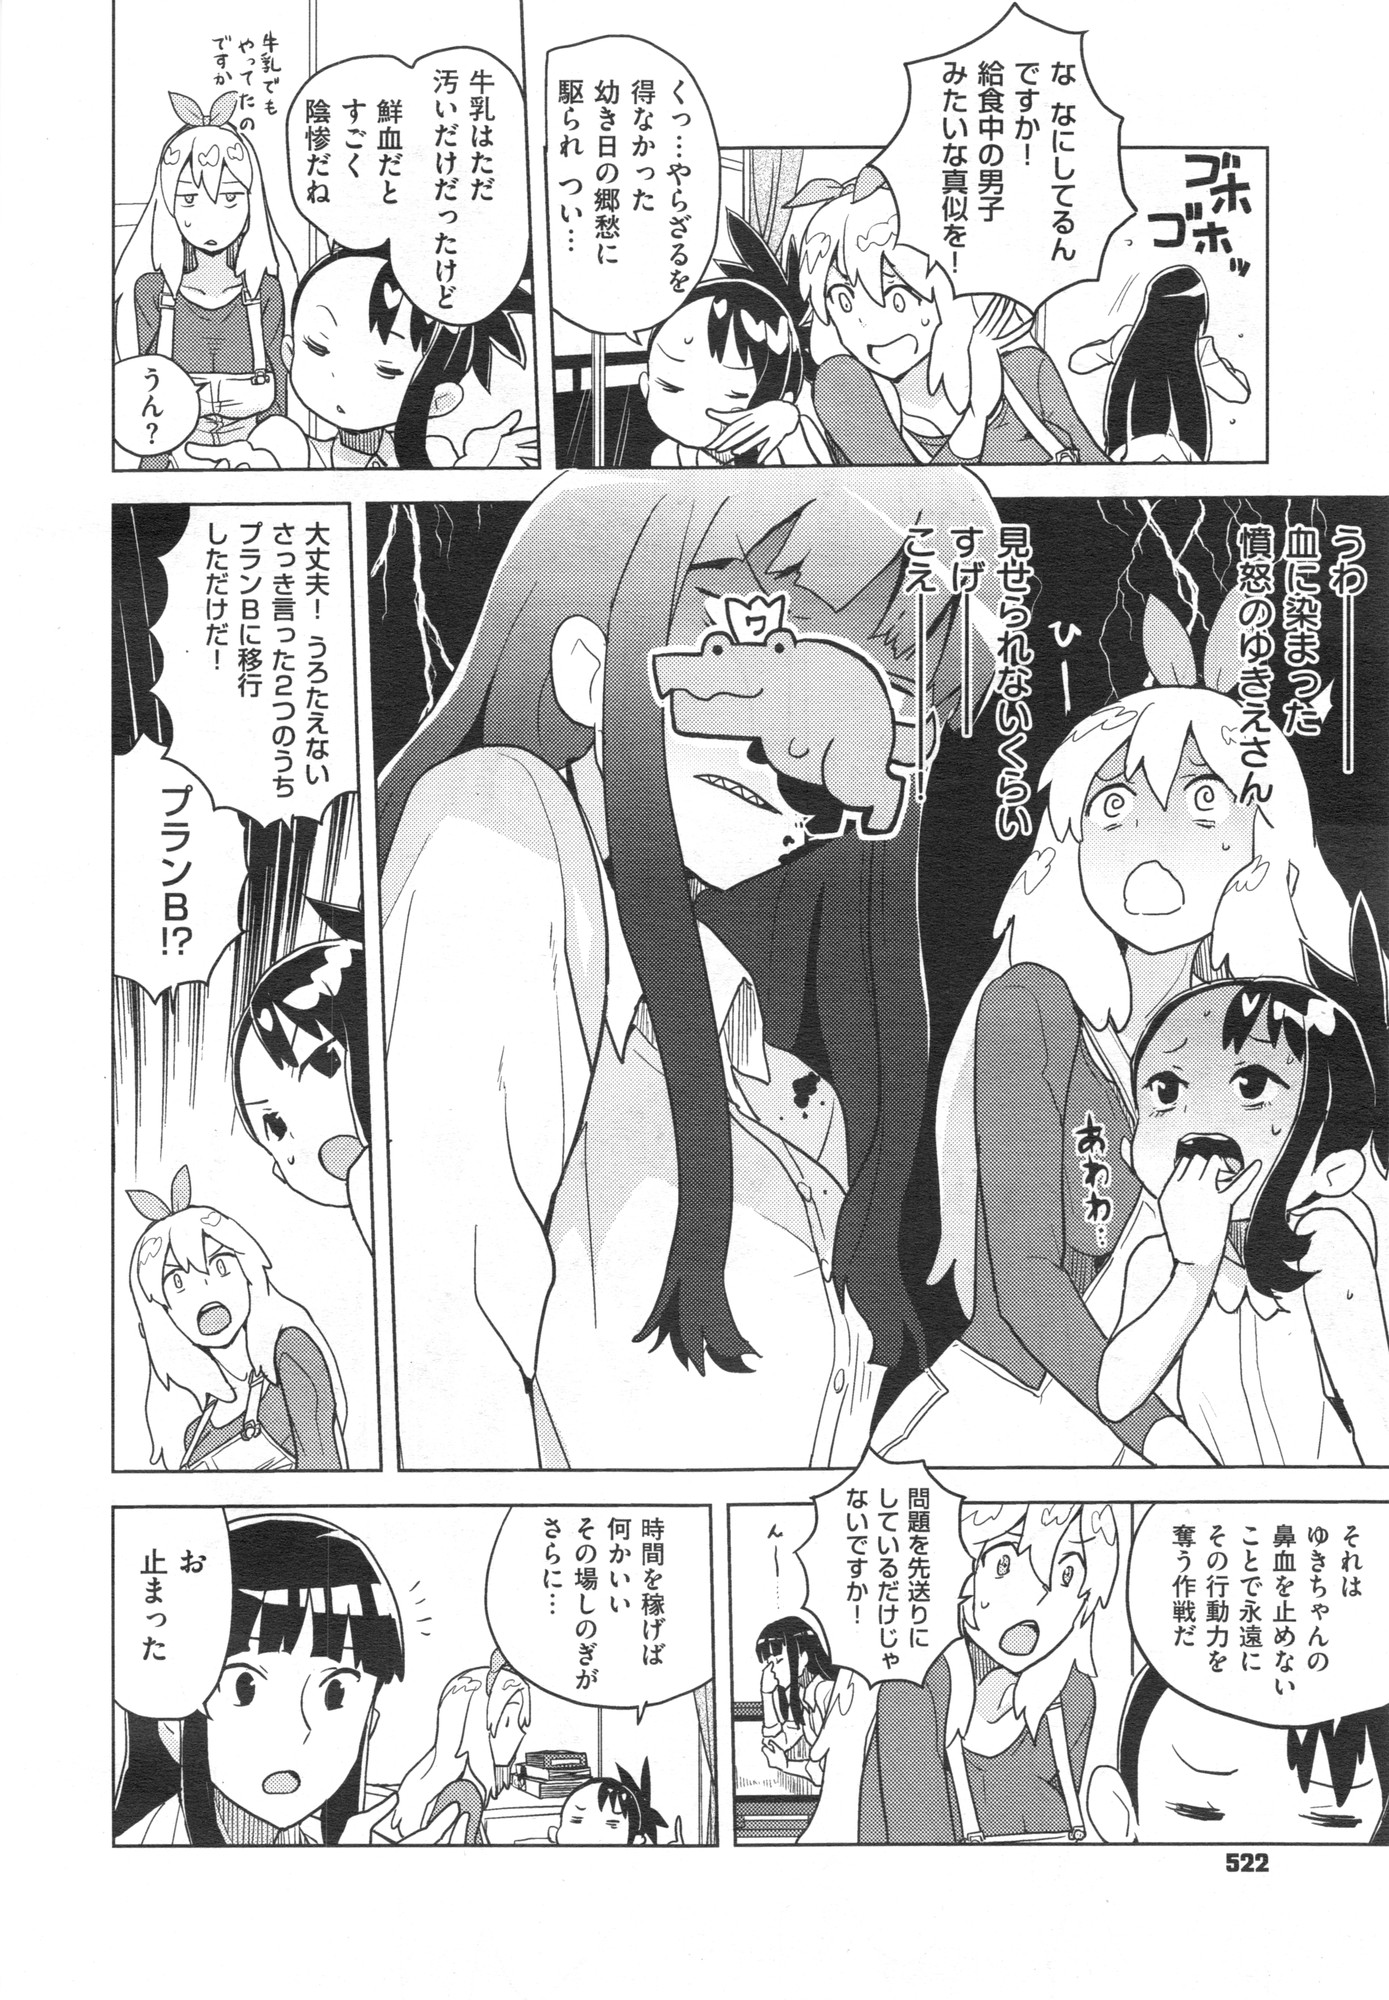 ゴホ
ゴホッ
な なにしてるん
ですか!
給食中の男子
みたいな真似を!
くっ…やらざるを
得なかった
幼き日の郷愁に
駆られ つい…
牛乳はただ
汚いだけだったけど
鮮血だと
すごく
陰惨だね
牛乳でも
やってたの
ですか
うん?
うわ――――
血に染まった
憤怒のゆきえさん
見せられないくらい
すげ――――
こえ――――!
ひーー
ワ
あわわ…
大丈夫! うろたえない
さっき言った2つのうち
プランBに移行
しただけだ!
プランB!?
それは
ゆきちゃんの
鼻血を止めない
ことで永遠に
その行動力を
奪う作戦だ
問題を先送りに
しているだけじゃ
ないですか!
ん――…
時間を稼げば
何かいい
その場しのぎが
さらに…
お
止まった
522